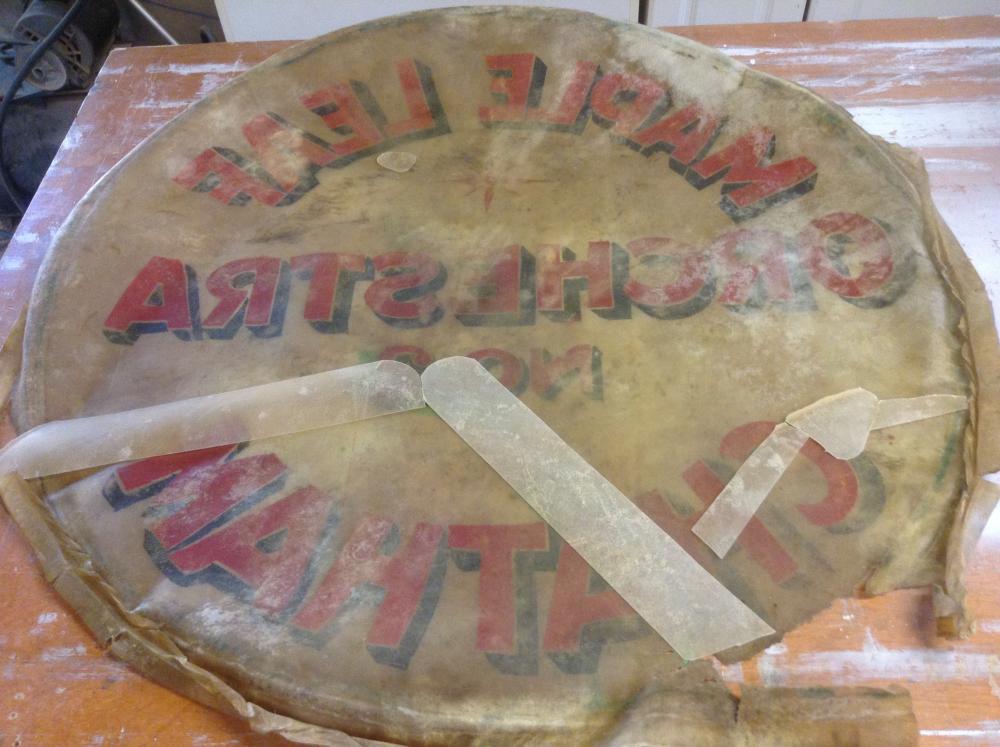 MAPLE LEAF
ORCHESTRA
NO
CHATHAM